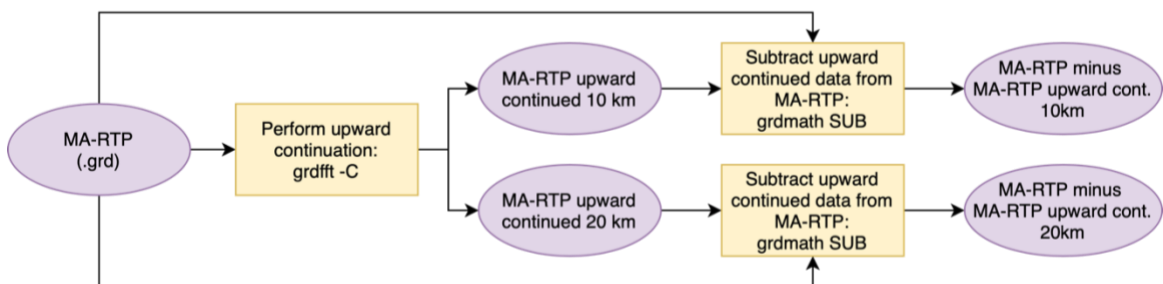 MA-RTP
(.grd)
Perform upward
continuation:
grdfft -C
MA-RTP upward
continued 10 km
Subtract upward
continued data from
MA-RTP:
grdmath SUB
MA-RTP minus
MA-RTP upward cont.
10km
MA-RTP upward
continued 20 km
Subtract upward
continued data from
MA-RTP:
grdmath SUB
MA-RTP minus
MA-RTP upward cont.
20km